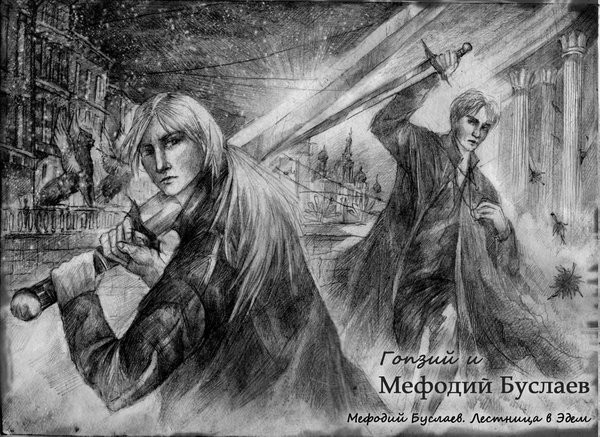 Гопзий и
Мефодий Буслаев
Мефодий Буслаев. Лестница в Эдем